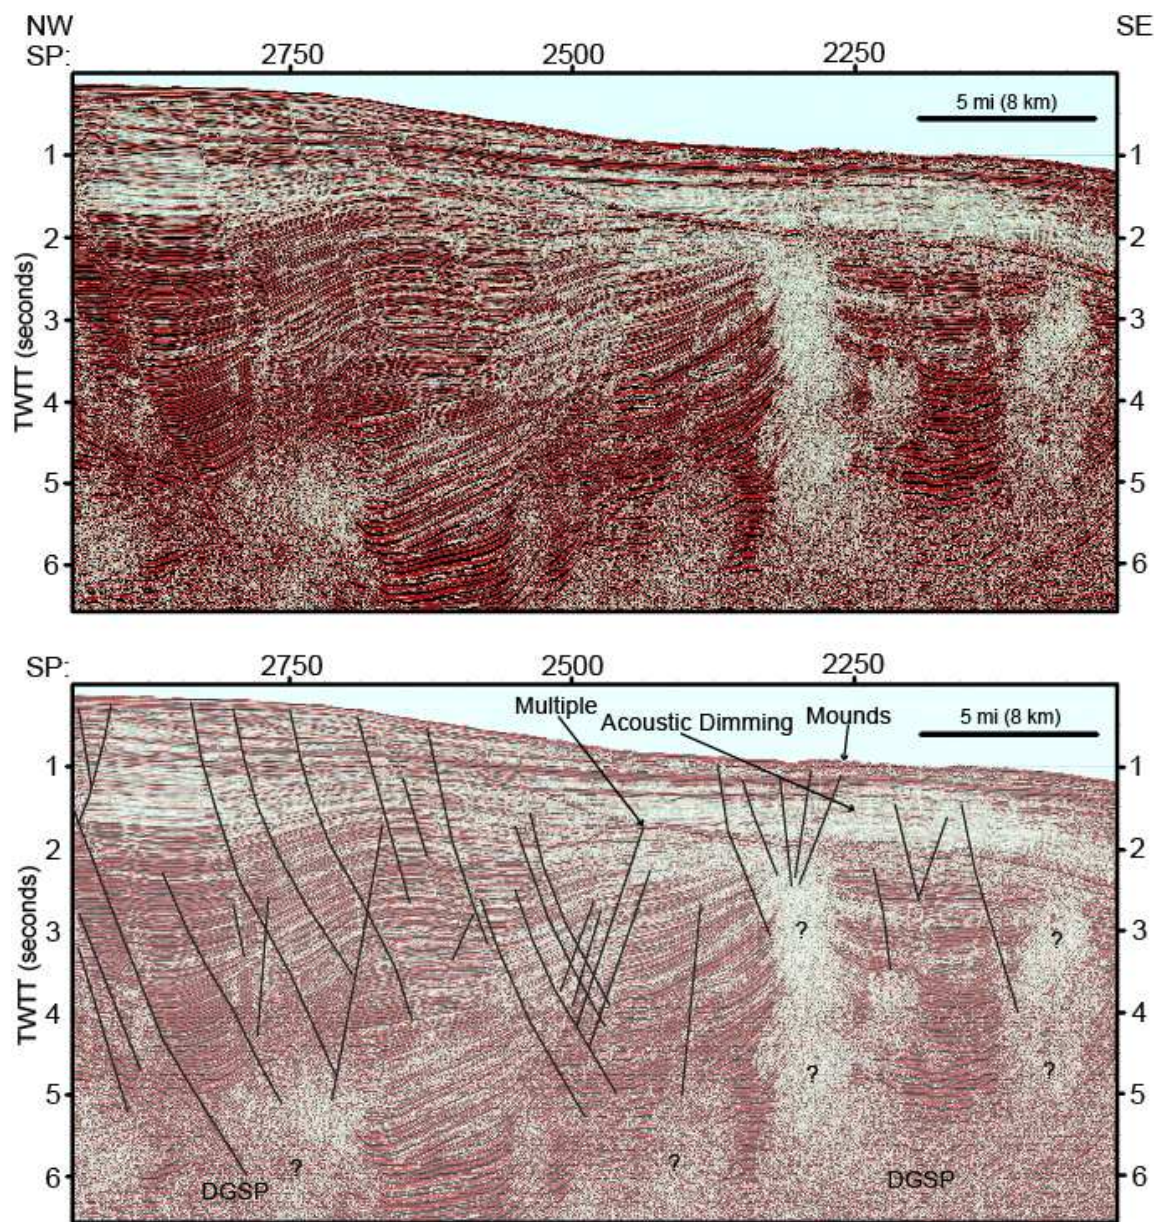 NW SE
SP: 2750 2500 2250
5 mi (8 km)
1 1
2 2
3 3
TWTT (seconds)
4 4
5 5
6 6
SP: 2750 2500 2250
Multiple
Acoustic Dimming
Mounds
5 mi (8 km)
1 1
2 2
3 ? ? 3
TWTT (seconds)
4 4
? ?
5 5
? ?
6 6
DGSP DGSP